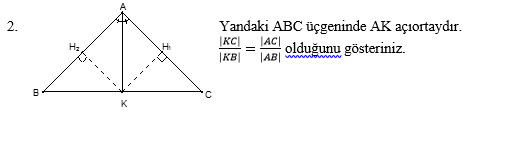 2.
A
H₂
H₁
B
K
C
Yandaki ABC üçgeninde AK açıortaydır.
|KC|/|KB| = |AC|/|AB| olduğunu gösteriniz.